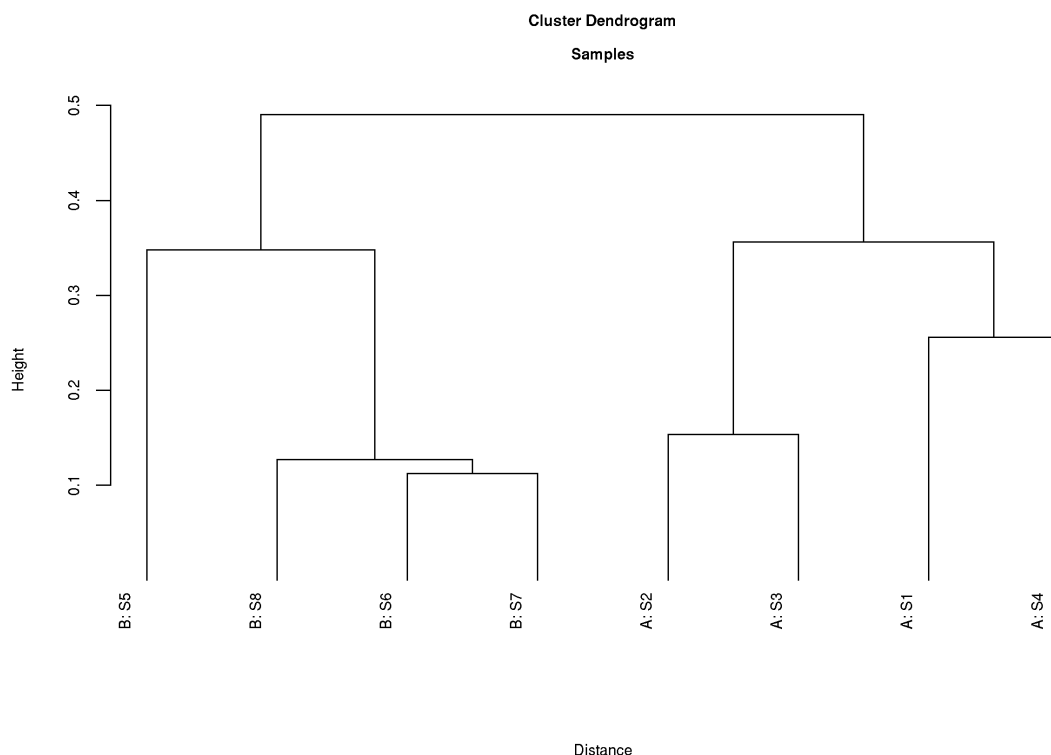 Cluster Dendrogram
Samples
0.5
0.4
0.3
0.2
0.1
Height
B: S5
B: S8
B: S6
B: S7
A: S2
A: S3
A: S1
A: S4
Distance